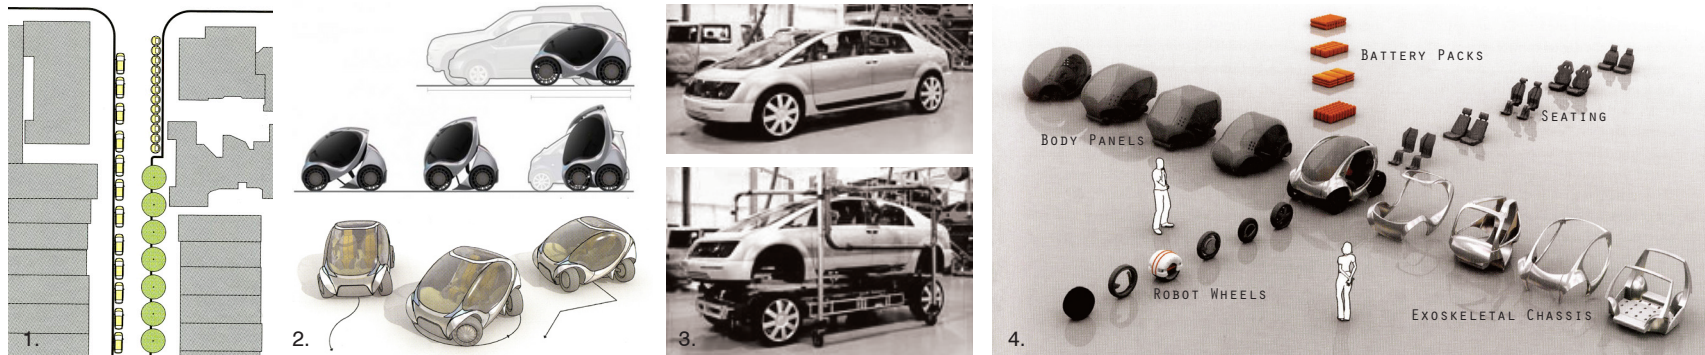 1.
2.
3.
4.
BATTERY PACKS
SEATING
BODY PANELS
ROBOT WHEELS
EXOSKELETAL CHASSIS